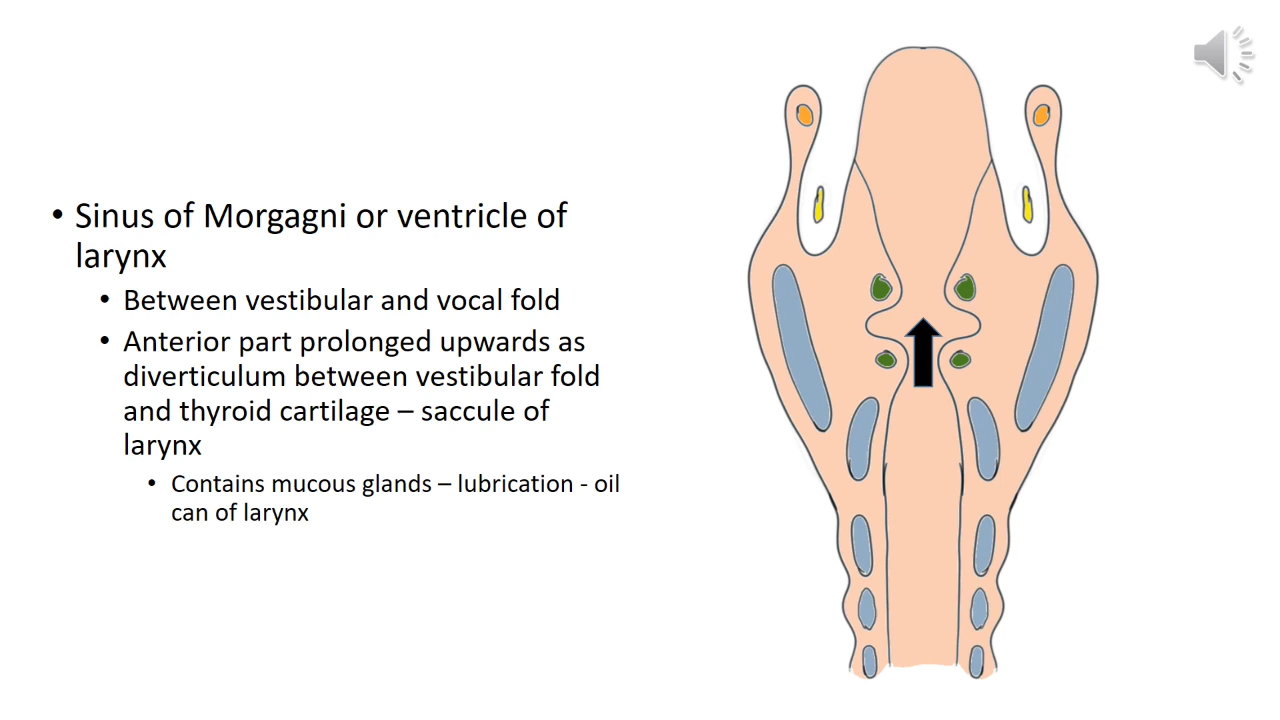 • Sinus of Morgagni or ventricle of
larynx
• Between vestibular and vocal fold
• Anterior part prolonged upwards as
diverticulum between vestibular fold
and thyroid cartilage – saccule of
larynx
• Contains mucous glands – lubrication - oil
can of larynx